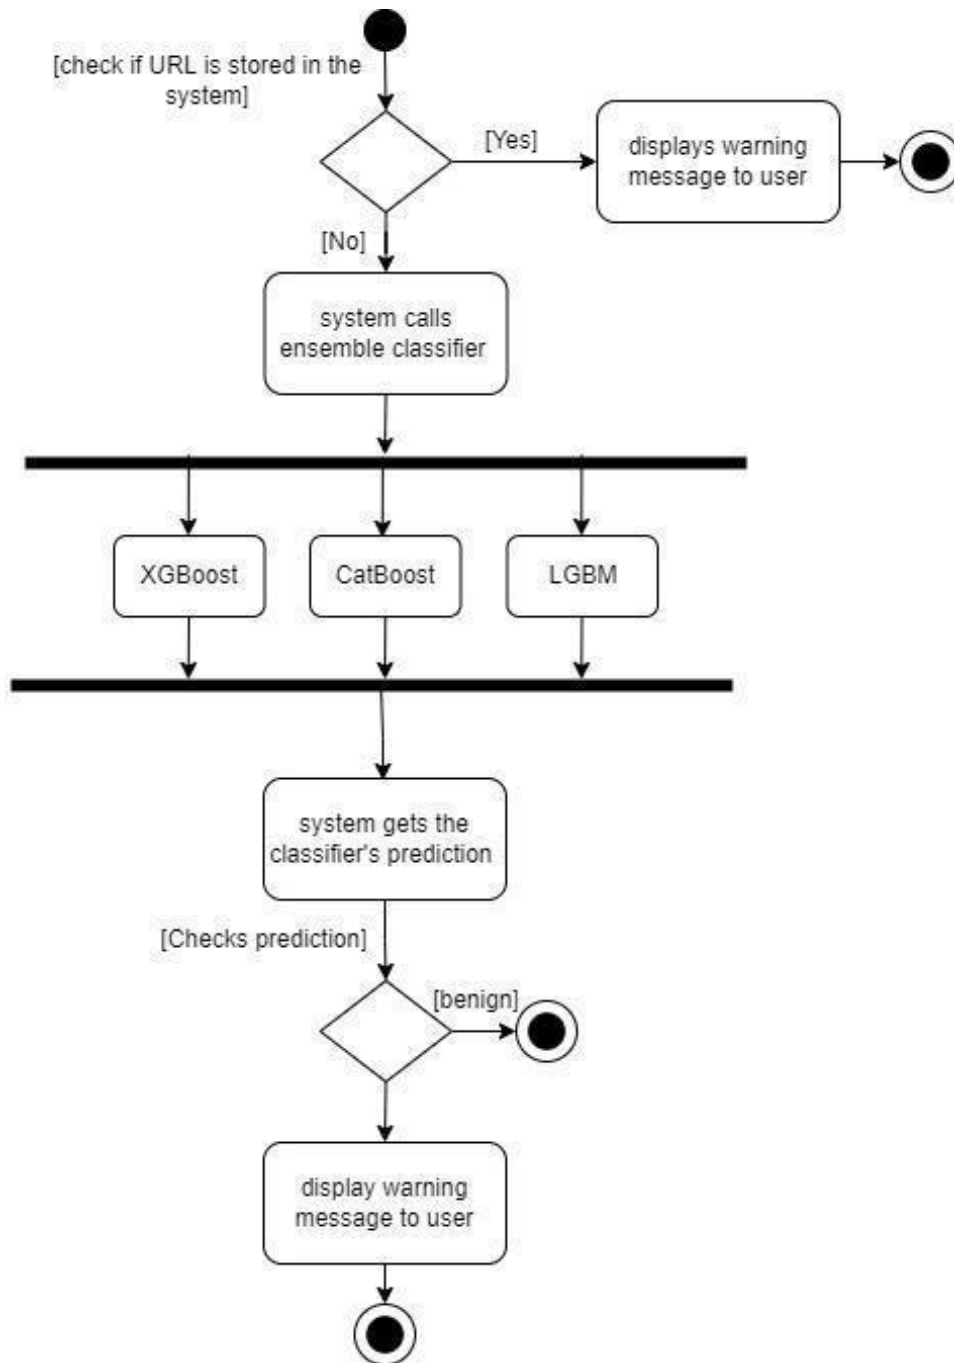 [check if URL is stored in the
system]
[Yes]
displays warning
message to user
[No]
system calls
ensemble classifier
XGBoost
CatBoost
LGBM
system gets the
classifier's prediction
[Checks prediction]
[benign]
display warning
message to user